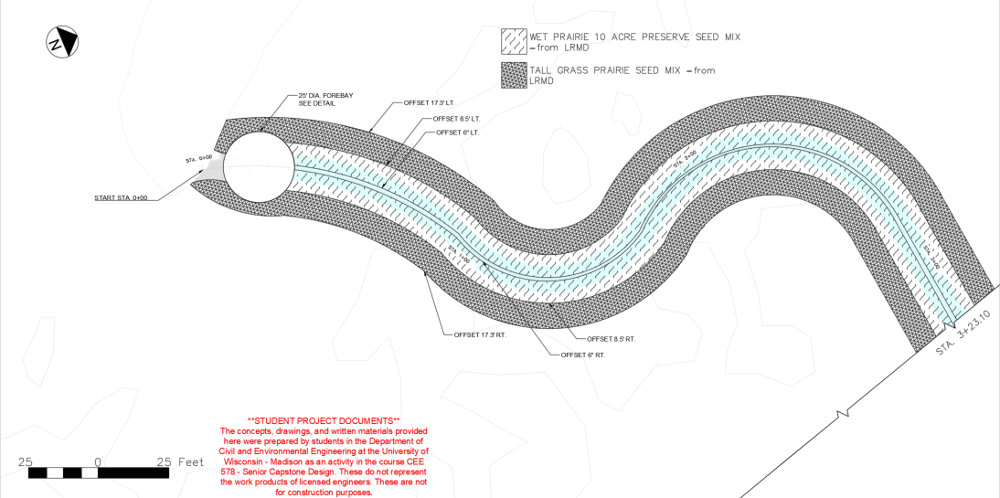 N
WET PRAIRIE 10 ACRE PRESERVE SEED MIX
-from LRMD
TALL GRASS PRAIRIE SEED MIX -from
LRMD
25' DIA. FOREBAY
SEE DETAIL
OFFSET 17.3' LT.
OFFSET 8.5' LT.
OFFSET 6" LT.
STA. 0+00
START STA. 0+00
STA. 1+00
STA. 2+00
STA. 3+00
STA. 3+23.10
OFFSET 17.3' RT.
OFFSET 8.5' RT.
OFFSET 6" RT.
**STUDENT PROJECT DOCUMENTS**
The concepts, drawings, and written materials provided
here were prepared by students in the Department of
Civil and Environmental Engineering at the University of
Wisconsin - Madison as an activity in the course CEE
578 - Senior Capstone Design. These do not represent
the work products of licensed engineers. These are not
for construction purposes.
25 0 25 Feet